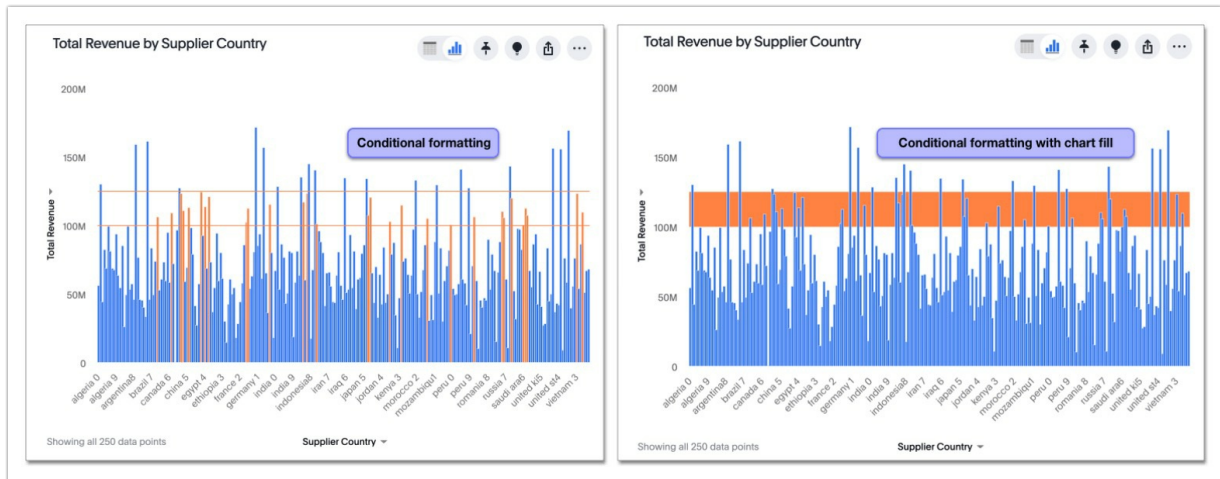 Total Revenue by Supplier Country
Conditional formatting
200M
150M
100M
50M
0
Total Revenue
algeria 0
algeria 9
argentina8
brazil 7
canada 6
china 5
egypt 4
ethiopia 3
france 2
germany 1
india 0
india 9
indonesia8
iran 7
iraq 6
japan 5
jordan 4
kenya 3
morocco 2
mozambiqu1
peru 0
peru 9
romania 8
russia 7
saudi ara6
united ki5
united st4
vietnam 3
Showing all 250 data points
Supplier Country
Total Revenue by Supplier Country
Conditional formatting with chart fill
200M
150M
100M
50M
0
Total Revenue
algeria 0
algeria 9
argentina8
brazil 7
canada 6
china 5
egypt 4
ethiopia 3
france 2
germany 1
india 0
india 9
indonesia8
iran 7
iraq 6
japan 5
jordan 4
kenya 3
morocco 2
mozambiqu1
peru 0
peru 9
romania 8
russia 7
saudi ara6
united ki5
united st4
vietnam 3
Showing all 250 data points
Supplier Country